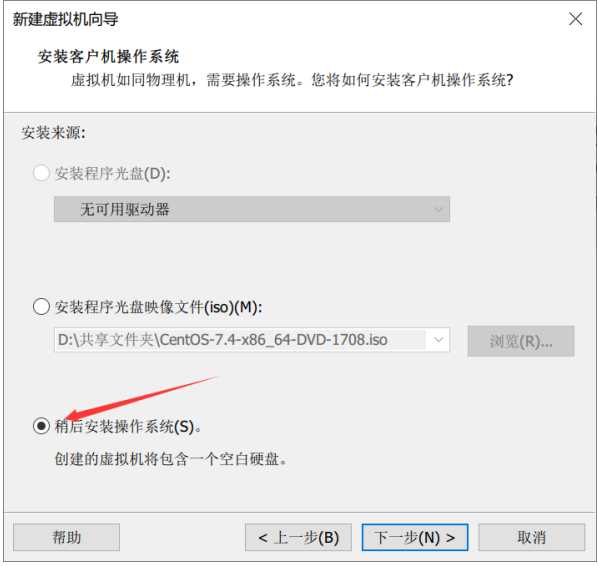 新建虚拟机向导
安装客户机操作系统
虚拟机如同物理机，需要操作系统。您将如何安装客户机操作系统?
安装来源:
安装程序光盘(D):
无可用驱动器
安装程序光盘映像文件(iso)(M):
D:\共享文件夹\CentOS-7.4-x86_64-DVD-1708.iso
浏览(R)...
稍后安装操作系统(S)。
创建的虚拟机将包含一个空白硬盘。
帮助
< 上一步(B)
下一步(N) >
取消